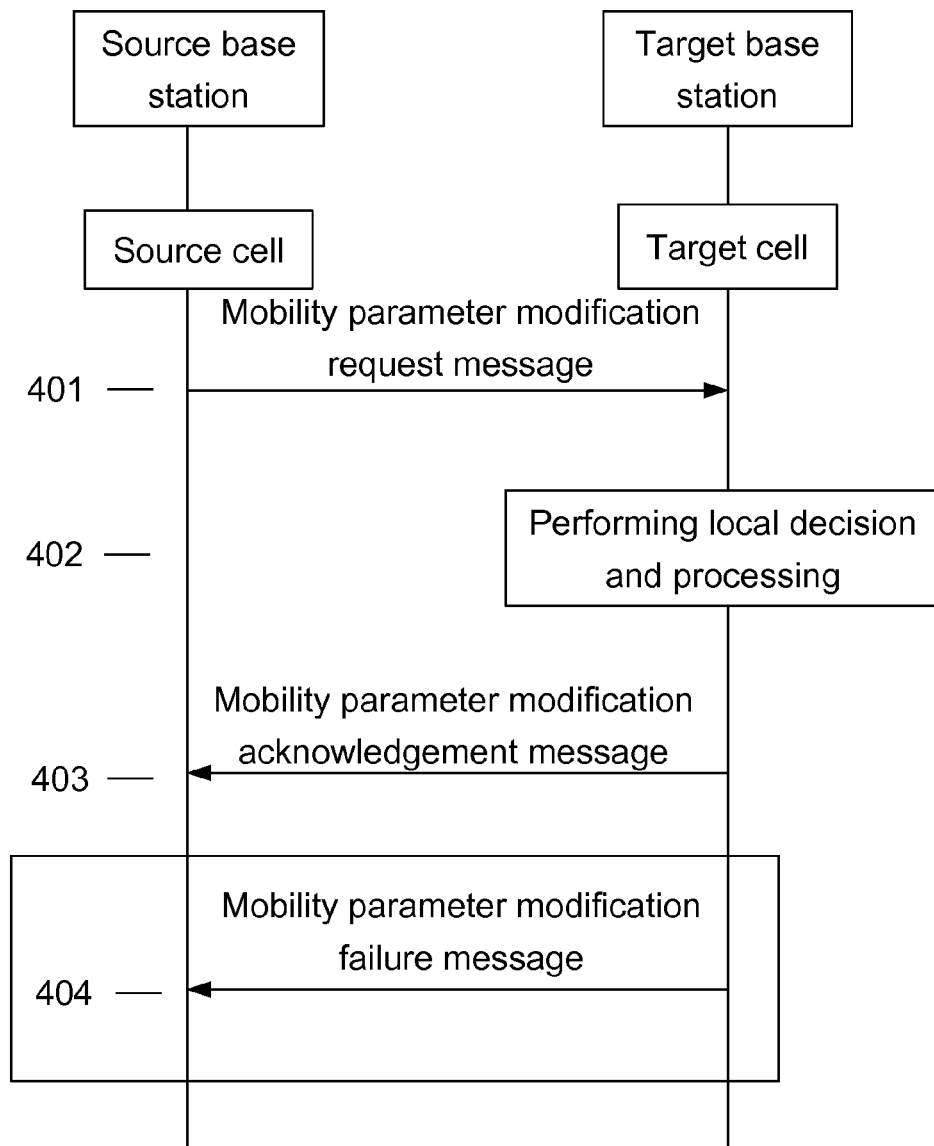 Source base
station
Target base
station
Source cell
Target cell
Mobility parameter modification
request message
401
Performing local decision
and processing
402
Mobility parameter modification
acknowledgement message
403
Mobility parameter modification
failure message
404